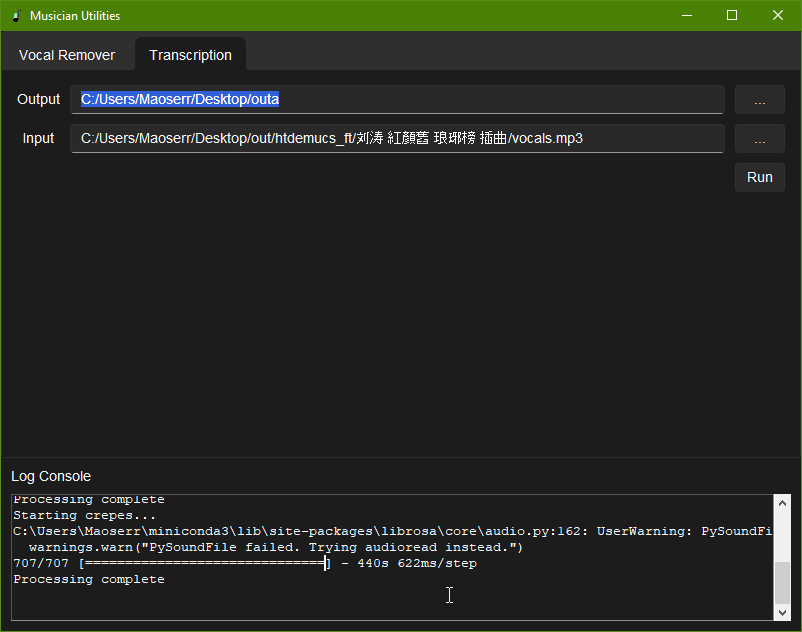 Musician Utilities
Vocal Remover
Transcription
Output
C:/Users/Maoserr/Desktop/outa
...
Input
C:/Users/Maoserr/Desktop/out/htdemucs_ft/刘涛 紅顏舊 琅琊榜 插曲/vocals.mp3
...
Run
Log Console
Processing complete
Starting crepes...
C:\Users\Maoserr\miniconda3\lib\site-packages\librosa\core\audio.py:162: UserWarning: PySoundFi
warnings.warn("PySoundFile failed. Trying audioread instead.")
707/707 [==============================] - 440s 622ms/step
Processing complete